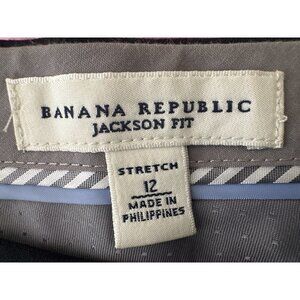 BANANA REPUBLIC
JACKSON FIT
STRETCH
12
MADE IN
PHILIPPINES